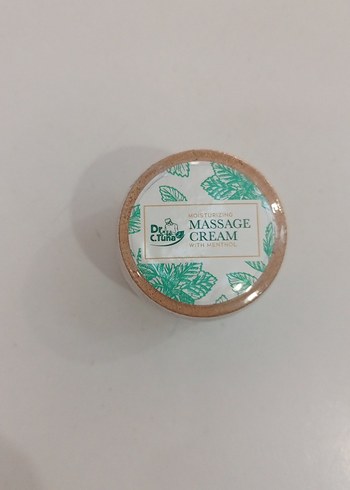 Dr.
C.Tuna
MOISTURIZING
MASSAGE
CREAM
WITH MENTHOL